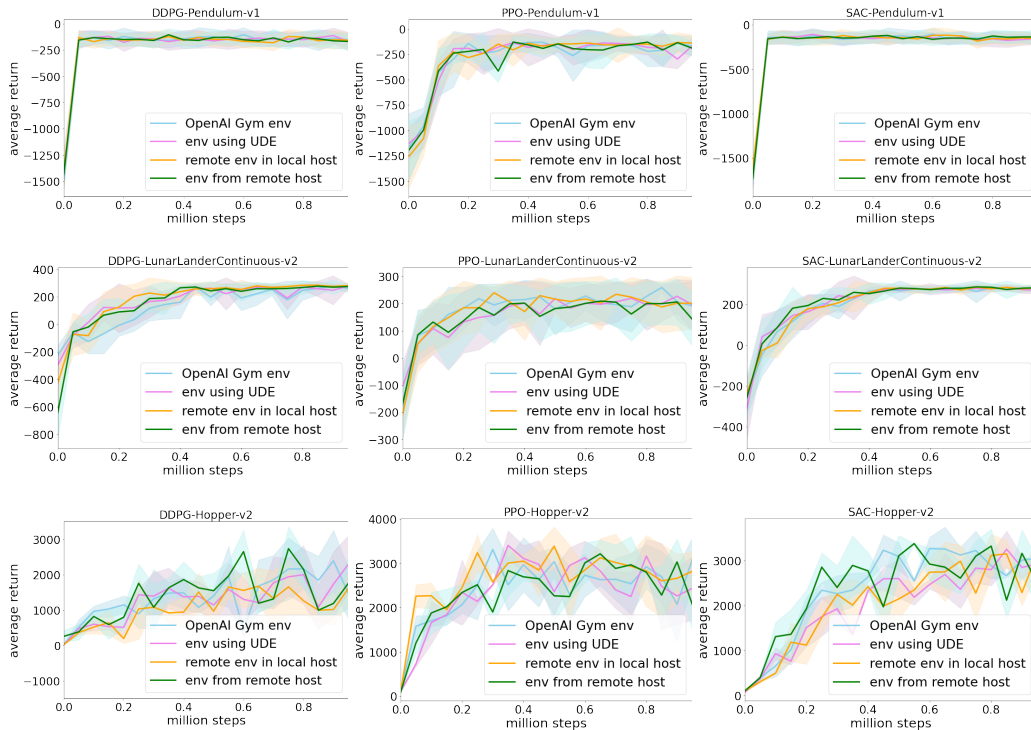 DDPG-Pendulum-v1
0
−250
−500
−750
−1000
−1250
−1500
average return
OpenAI Gym env
env using UDE
remote env in local host
env from remote host
0.0 0.2 0.4 0.6 0.8
million steps
PPO-Pendulum-v1
0
−250
−500
−750
−1000
−1250
−1500
average return
OpenAI Gym env
env using UDE
remote env in local host
env from remote host
0.0 0.2 0.4 0.6 0.8
million steps
SAC-Pendulum-v1
0
−500
−1000
−1500
average return
OpenAI Gym env
env using UDE
remote env in local host
env from remote host
0.0 0.2 0.4 0.6 0.8
million steps
DDPG-LunarLanderContinuous-v2
400
200
0
−200
−400
−600
−800
average return
OpenAI Gym env
env using UDE
remote env in local host
env from remote host
0.0 0.2 0.4 0.6 0.8
million steps
PPO-LunarLanderContinuous-v2
300
200
100
0
−100
−200
−300
average return
OpenAI Gym env
env using UDE
remote env in local host
env from remote host
0.0 0.2 0.4 0.6 0.8
million steps
SAC-LunarLanderContinuous-v2
200
0
−200
−400
average return
OpenAI Gym env
env using UDE
remote env in local host
env from remote host
0.0 0.2 0.4 0.6 0.8
million steps
DDPG-Hopper-v2
3000
2000
1000
0
−1000
average return
OpenAI Gym env
env using UDE
remote env in local host
env from remote host
0.0 0.2 0.4 0.6 0.8
million steps
PPO-Hopper-v2
4000
3000
2000
1000
0
average return
OpenAI Gym env
env using UDE
remote env in local host
env from remote host
0.0 0.2 0.4 0.6 0.8
million steps
SAC-Hopper-v2
3000
2000
1000
0
average return
OpenAI Gym env
env using UDE
remote env in local host
env from remote host
0.0 0.2 0.4 0.6 0.8
million steps